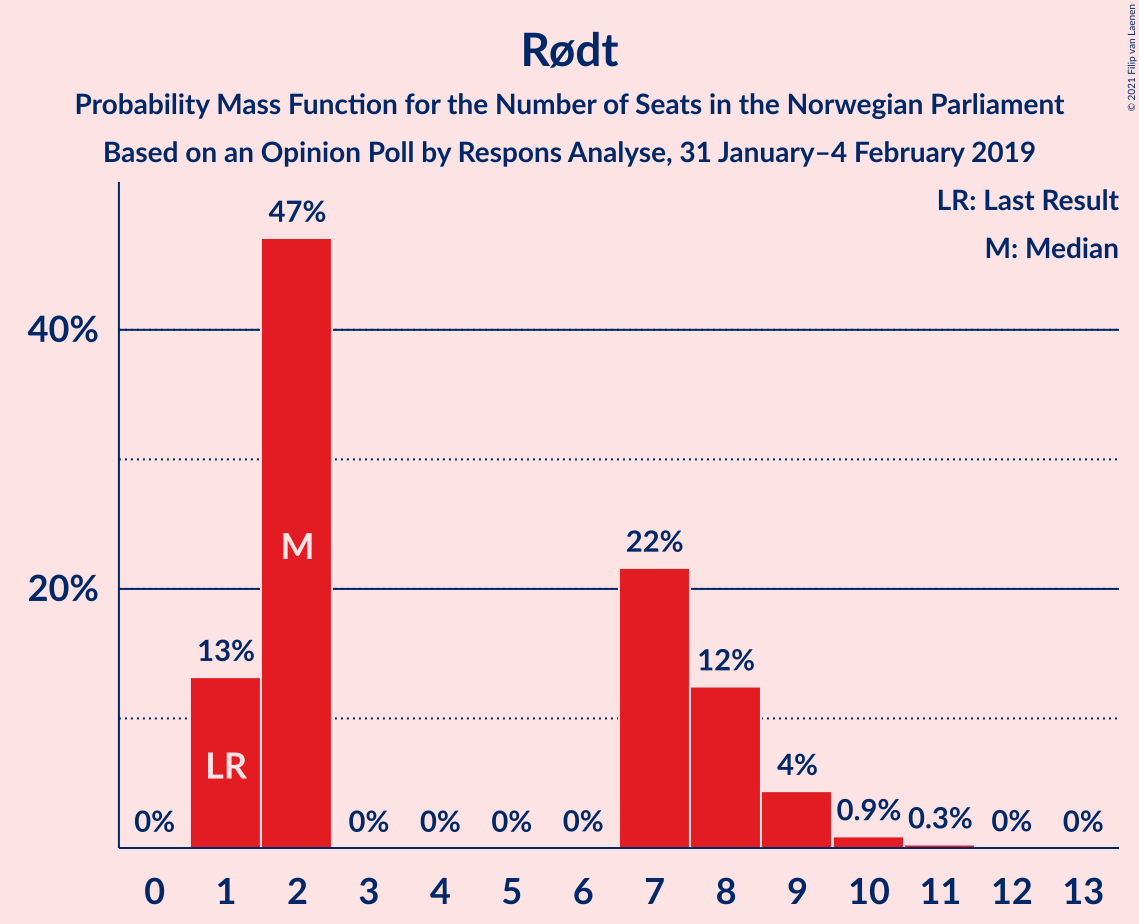 Rødt
Probability Mass Function for the Number of Seats in the Norwegian Parliament
Based on an Opinion Poll by Respons Analyse, 31 January–4 February 2019
© 2021 Filip van Laenen
LR: Last Result
M: Median
40%
20%
0%
13%
47%
0%
0%
0%
0%
22%
12%
4%
0.9%
0.3%
0%
0%
LR
M
0 1 2 3 4 5 6 7 8 9 10 11 12 13